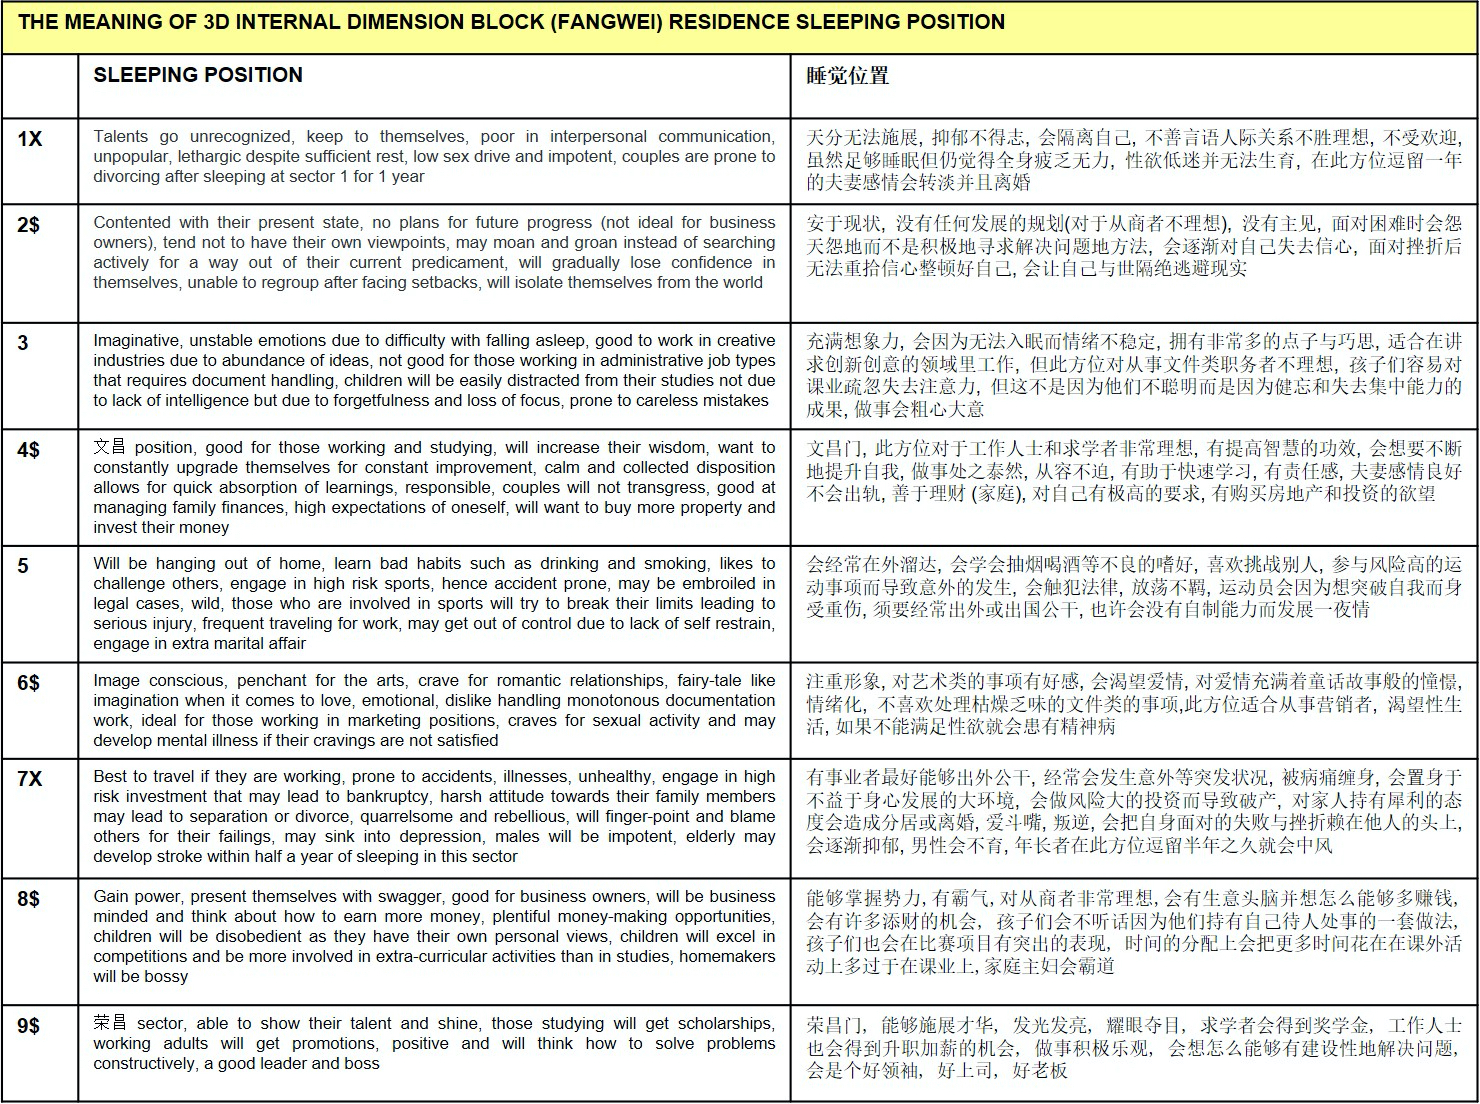 THE MEANING OF 3D INTERNAL DIMENSION BLOCK (FANGWEI) RESIDENCE SLEEPING POSITION
SLEEPING POSITION
睡觉位置
1X
Talents go unrecognized, keep to themselves, poor in interpersonal communication,
unpopular, lethargic despite sufficient rest, low sex drive and impotent, couples are prone to
divorcing after sleeping at sector 1 for 1 year
天分无法施展, 抑郁不得志, 会隔离自己, 不善言语人际关系不胜理想, 不受欢迎,
虽然足够睡眠但仍觉得全身疲乏无力, 性欲低迷并无法生育, 在此方位逗留一年
的夫妻感情会转淡并且离婚
2$
Contented with their present state, no plans for future progress (not ideal for business
owners), tend not to have their own viewpoints, may moan and groan instead of searching
actively for a way out of their current predicament, will gradually lose confidence in
themselves, unable to regroup after facing setbacks, will isolate themselves from the world
安于现状, 没有任何发展的规划(对于从商者不理想), 没有主见, 面对困难时会怨
天怨地而不是积极地寻求解决问题地方法, 会逐渐对自己失去信心, 面对挫折后
无法重拾信心整顿好自己, 会让自己与世隔绝逃避现实
3
Imaginative, unstable emotions due to difficulty with falling asleep, good to work in creative
industries due to abundance of ideas, not good for those working in administrative job types
that requires document handling, children will be easily distracted from their studies not due
to lack of intelligence but due to forgetfulness and loss of focus, prone to careless mistakes
充满想象力, 会因为无法入眠而情绪不稳定, 拥有非常多的点子与巧思, 适合在讲
求创新创意的领域里工作, 但此方位对从事文件类职务者不理想, 孩子们容易对
课业疏忽失去注意力, 但这不是因为他们不聪明而是因为健忘和失去集中能力的
成果, 做事会粗心大意
4$
文昌 position, good for those working and studying, will increase their wisdom, want to
constantly upgrade themselves for constant improvement, calm and collected disposition
allows for quick absorption of learnings, responsible, couples will not transgress, good at
managing family finances, high expectations of oneself, will want to buy more property and
invest their money
文昌门, 此方位对于工作人士和求学者非常理想, 有提高智慧的功效, 会想要不断
地提升自我, 做事处之泰然, 从容不迫, 有助于快速学习, 有责任感, 夫妻感情良好
不会出轨, 善于理财 (家庭), 对自己有极高的要求, 有购买房地产和投资的欲望
5
Will be hanging out of home, learn bad habits such as drinking and smoking, likes to
challenge others, engage in high risk sports, hence accident prone, may be embroiled in
legal cases, wild, those who are involved in sports will try to break their limits leading to
serious injury, frequent traveling for work, may get out of control due to lack of self restrain,
engage in extra marital affair
会经常在外溜达, 会学会抽烟喝酒等不良的嗜好, 喜欢挑战别人, 参与风险高的运
动事项而导致意外的发生, 会触犯法律, 放荡不羁, 运动员会因为想突破自我而身
受重伤, 须要经常出外或出国公干, 也许会没有自制能力而发展一夜情
6$
Image conscious, penchant for the arts, crave for romantic relationships, fairy-tale like
imagination when it comes to love, emotional, dislike handling monotonous documentation
work, ideal for those working in marketing positions, craves for sexual activity and may
develop mental illness if their cravings are not satisfied
注重形象, 对艺术类的事项有好感, 会渴望爱情, 对爱情充满着童话故事般的憧憬,
情绪化, 不喜欢处理枯燥乏味的文件类的事项,此方位适合从事营销者, 渴望性生
活, 如果不能满足性欲就会患有精神病
7X
Best to travel if they are working, prone to accidents, illnesses, unhealthy, engage in high
risk investment that may lead to bankruptcy, harsh attitude towards their family members
may lead to separation or divorce, quarrelsome and rebellious, will finger-point and blame
others for their failings, may sink into depression, males will be impotent, elderly may
develop stroke within half a year of sleeping in this sector
有事业者最好能够出外公干, 经常会发生意外等突发状况, 被病痛缠身, 会置身于
不益于身心发展的大环境, 会做风险大的投资而导致破产, 对家人持有犀利的态
度会造成分居或离婚, 爱斗嘴, 叛逆, 会把自身面对的失败与挫折赖在他人的头上,
会逐渐抑郁, 男性会不育, 年长者在此方位逗留半年之久就会中风
8$
Gain power, present themselves with swagger, good for business owners, will be business
minded and think about how to earn more money, plentiful money-making opportunities,
children will be disobedient as they have their own personal views, children will excel in
competitions and be more involved in extra-curricular activities than in studies, homemakers
will be bossy
能够掌握势力, 有霸气, 对从商者非常理想, 会有生意头脑并想怎么能够多赚钱,
会有许多添财的机会, 孩子们会不听话因为他们持有自己待人处事的一套做法,
孩子们也会在比赛项目有突出的表现, 时间的分配上会把更多时间花在在课外活
动上多过于在课业上, 家庭主妇会霸道
9$
荣昌 sector, able to show their talent and shine, those studying will get scholarships,
working adults will get promotions, positive and will think how to solve problems
constructively, a good leader and boss
荣昌门, 能够施展才华, 发光发亮, 耀眼夺目, 求学者会得到奖学金, 工作人士
也会得到升职加薪的机会, 做事积极乐观, 会想怎么能够有建设性地解决问题,
会是个好领袖, 好上司, 好老板